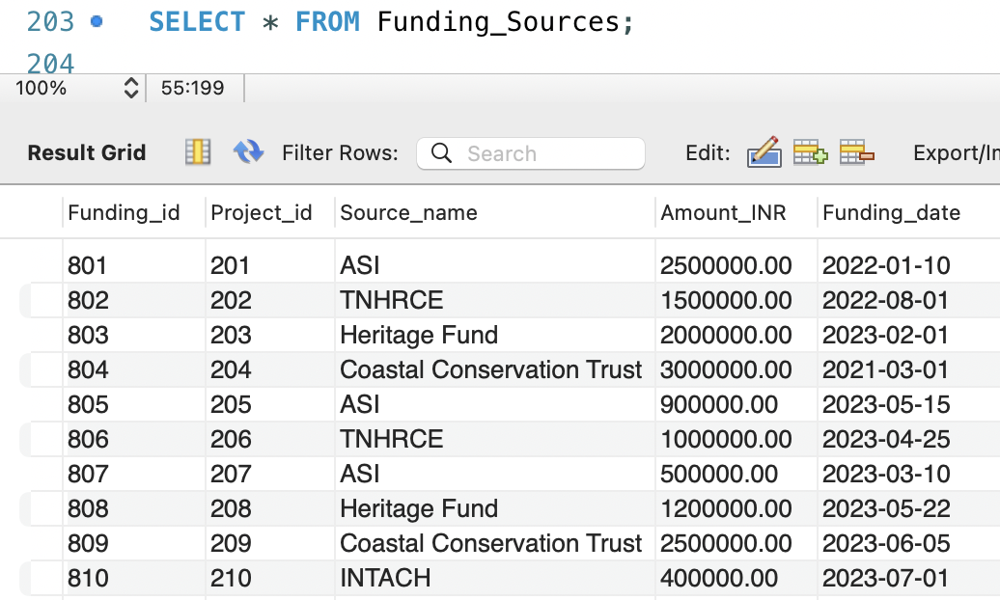 203 SELECT * FROM Funding_Sources;
204
100% 55:199
Result Grid Filter Rows: Search Edit: Export/Im
Funding_id Project_id Source_name Amount_INR Funding_date
801 201 ASI 2500000.00 2022-01-10
802 202 TNHRCE 1500000.00 2022-08-01
803 203 Heritage Fund 2000000.00 2023-02-01
804 204 Coastal Conservation Trust 3000000.00 2021-03-01
805 205 ASI 900000.00 2023-05-15
806 206 TNHRCE 1000000.00 2023-04-25
807 207 ASI 500000.00 2023-03-10
808 208 Heritage Fund 1200000.00 2023-05-22
809 209 Coastal Conservation Trust 2500000.00 2023-06-05
810 210 INTACH 400000.00 2023-07-01